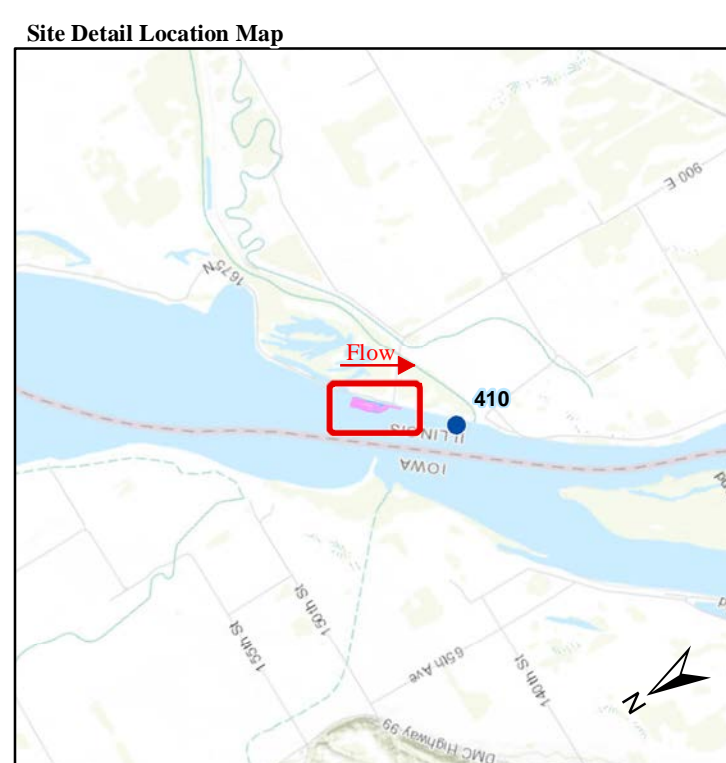 Site Detail Location Map
900 E
1675N
Flow
410
ILLINOIS
IOWA
150th St
155th St
65th Ave
140th St
DMC Highway 99
N